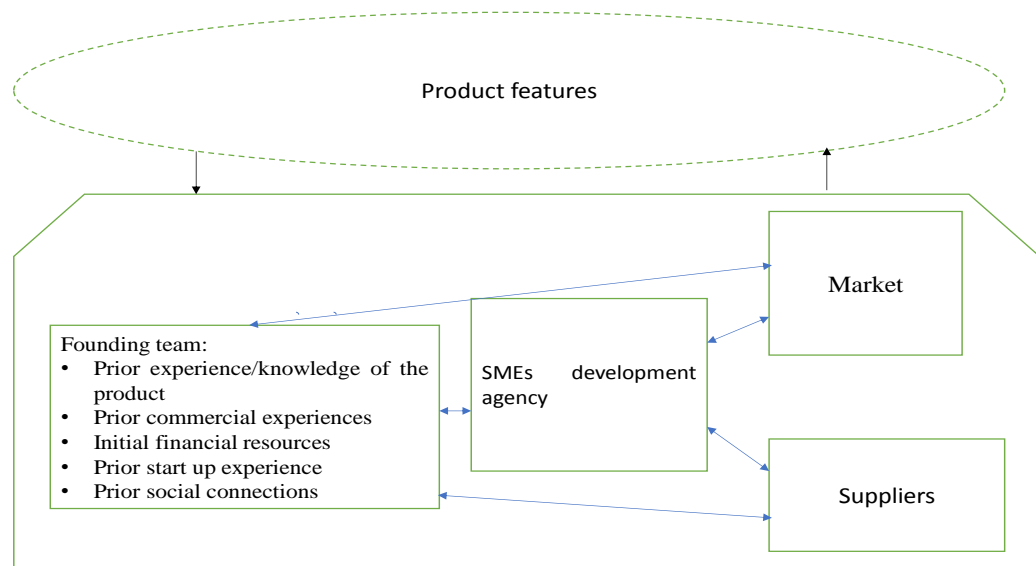 Product features
Market
Founding team:
• Prior experience/knowledge of the
product
• Prior commercial experiences
• Initial financial resources
• Prior start up experience
• Prior social connections
SMEs development
agency
Suppliers